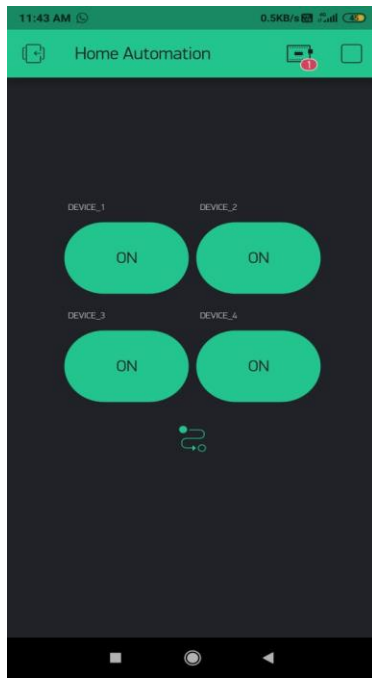 11:43 AM 0.5KB/s
Home Automation
1
DEVICE_1 DEVICE_2
ON ON
DEVICE_3 DEVICE_4
ON ON